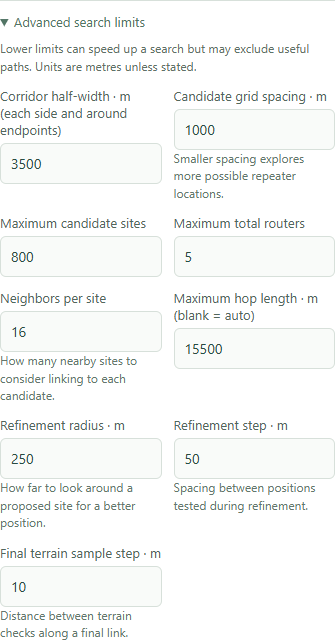 ▼ Advanced search limits
Lower limits can speed up a search but may exclude useful
paths. Units are metres unless stated.
Corridor half-width · m
(each side and around
endpoints)
3500
Candidate grid spacing · m
1000
Smaller spacing explores
more possible repeater
locations.
Maximum candidate sites
800
Maximum total routers
5
Neighbors per site
16
How many nearby sites to
consider linking to each
candidate.
Maximum hop length · m
(blank = auto)
15500
Refinement radius · m
250
How far to look around a
proposed site for a better
position.
Refinement step · m
50
Spacing between positions
tested during refinement.
Final terrain sample step · m
10
Distance between terrain
checks along a final link.